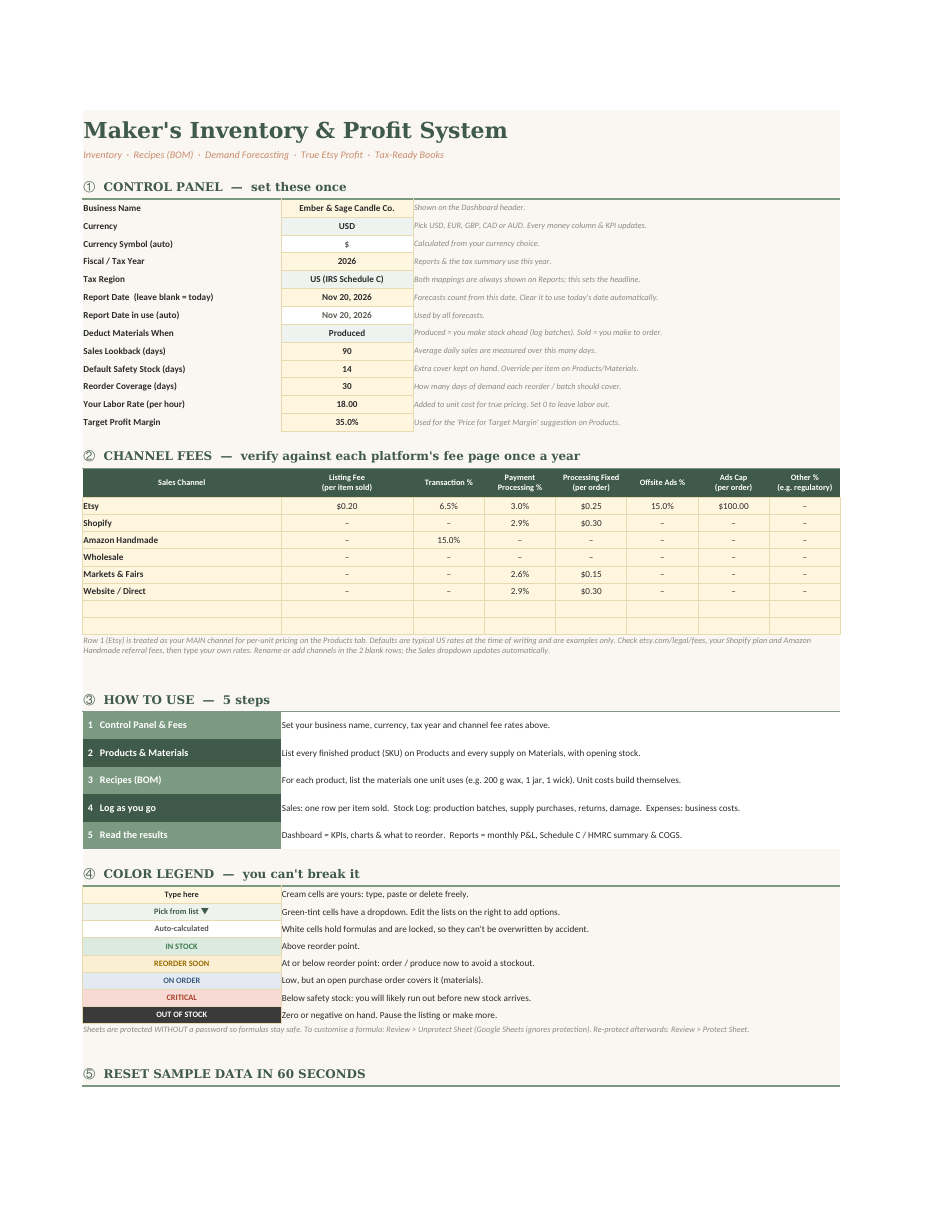 Maker's Inventory & Profit System
Inventory · Recipes (BOM) · Demand Forecasting · True Etsy Profit · Tax-Ready Books
① CONTROL PANEL — set these once
Business Name Ember & Sage Candle Co. Shown on the Dashboard header.
Currency USD Pick USD, EUR, GBP, CAD or AUD. Every money column & KPI updates.
Currency Symbol (auto) $ Calculated from your currency choice.
Fiscal / Tax Year 2026 Reports & the tax summary use this year.
Tax Region US (IRS Schedule C) Both mappings are always shown on Reports; this sets the headline.
Report Date (leave blank = today) Nov 20, 2026 Forecasts count from this date. Clear it to use today's date automatically.
Report Date in use (auto) Nov 20, 2026 Used by all forecasts.
Deduct Materials When Produced Produced = you make stock ahead (log batches). Sold = you make to order.
Sales Lookback (days) 90 Average daily sales are measured over this many days.
Default Safety Stock (days) 14 Extra cover kept on hand. Override per item on Products/Materials.
Reorder Coverage (days) 30 How many days of demand each reorder / batch should cover.
Your Labor Rate (per hour) 18.00 Added to unit cost for true pricing. Set 0 to leave labor out.
Target Profit Margin 35.0% Used for the 'Price for Target Margin' suggestion on Products.
② CHANNEL FEES — verify against each platform's fee page once a year
Sales Channel Listing Fee (per item sold) Transaction % Payment Processing % Processing Fixed (per order) Offsite Ads % Ads Cap (per order) Other % (e.g. regulatory)
Etsy $0.20 6.5% 3.0% $0.25 15.0% $100.00 –
Shopify – – 2.9% $0.30 – – –
Amazon Handmade – 15.0% – – – – –
Wholesale – – – – – – –
Markets & Fairs – – 2.6% $0.15 – – –
Website / Direct – – 2.9% $0.30 – – –
Row 1 (Etsy) is treated as your MAIN channel for per-unit pricing on the Products tab. Defaults are typical US rates at the time of writing and are examples only. Check etsy.com/legal/fees, your Shopify plan and Amazon
Handmade referral fees, then type your own rates. Rename or add channels in the 2 blank rows; the Sales dropdown updates automatically.
③ HOW TO USE — 5 steps
1 Control Panel & Fees Set your business name, currency, tax year and channel fee rates above.
2 Products & Materials List every finished product (SKU) on Products and every supply on Materials, with opening stock.
3 Recipes (BOM) For each product, list the materials one unit uses (e.g. 200 g wax, 1 jar, 1 wick). Unit costs build themselves.
4 Log as you go Sales: one row per item sold. Stock Log: production batches, supply purchases, returns, damage. Expenses: business costs.
5 Read the results Dashboard = KPIs, charts & what to reorder. Reports = monthly P&L, Schedule C / HMRC summary & COGS.
④ COLOR LEGEND — you can't break it
Type here Cream cells are yours: type, paste or delete freely.
Pick from list ▼ Green-tint cells have a dropdown. Edit the lists on the right to add options.
Auto-calculated White cells hold formulas and are locked, so they can't be overwritten by accident.
IN STOCK Above reorder point.
REORDER SOON At or below reorder point: order / produce now to avoid a stockout.
ON ORDER Low, but an open purchase order covers it (materials).
CRITICAL Below safety stock: you will likely run out before new stock arrives.
OUT OF STOCK Zero or negative on hand. Pause the listing or make more.
Sheets are protected WITHOUT a password so formulas stay safe. To customise a formula: Review > Unprotect Sheet (Google Sheets ignores protection). Re-protect afterwards: Review > Protect Sheet.
⑤ RESET SAMPLE DATA IN 60 SECONDS